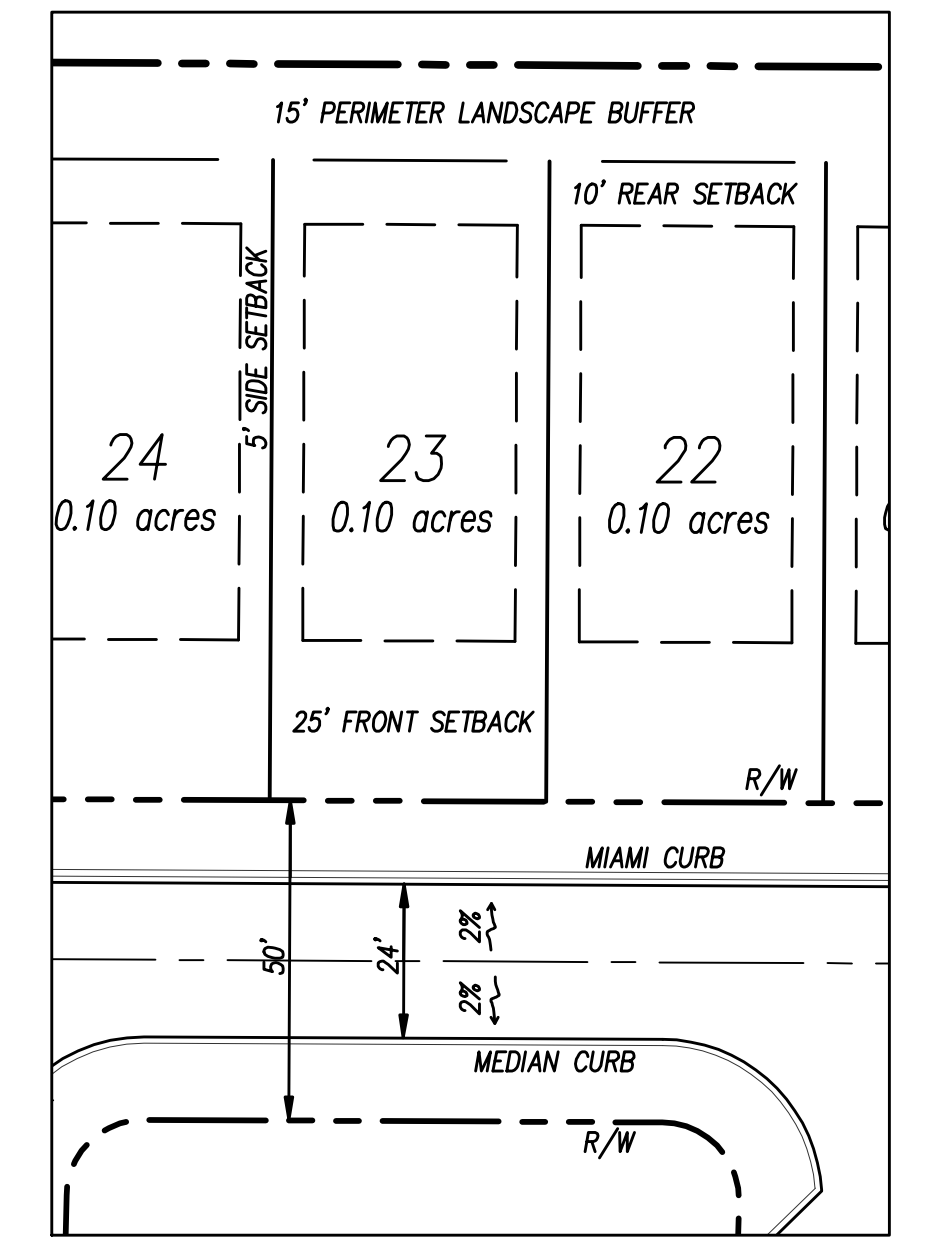 15' PERIMETER LANDSCAPE BUFFER
10' REAR SETBACK
5' SIDE SETBACK
24
0.10 acres
23
0.10 acres
22
0.10 acres
25' FRONT SETBACK
R/W
MIAMI CURB
50'
24'
2%
2%
MEDIAN CURB
R/W